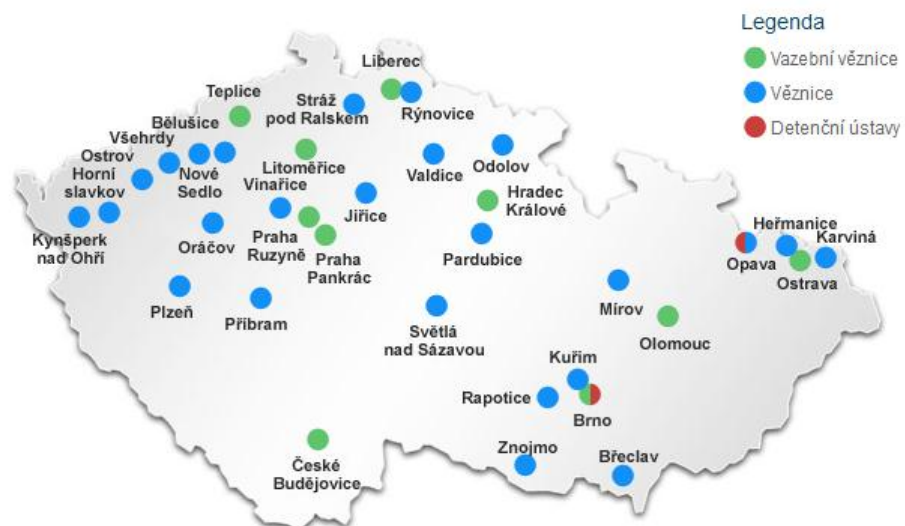 Legenda
Vazební věznice
Věznice
Detenční ústavy
Liberec
Teplice
Stráž
pod Ralskem
Rýnovice
Bělušice
Všehrdy
Ostrov
Horní
slavkov
Nové
Sedlo
Litoměřice
Vinařice
Valdice
Odolov
Kynšperk
nad Ohří
Oráčov
Praha
Ruzyně
Praha
Pankrác
Jiřice
Hradec
Králové
Pardubice
Heřmanice
Karviná
Opava
Ostrava
Plzeň
Příbram
Světlá
nad Sázavou
Mírov
Olomouc
Kuřim
Rapotice
Brno
České
Budějovice
Znojmo
Břeclav